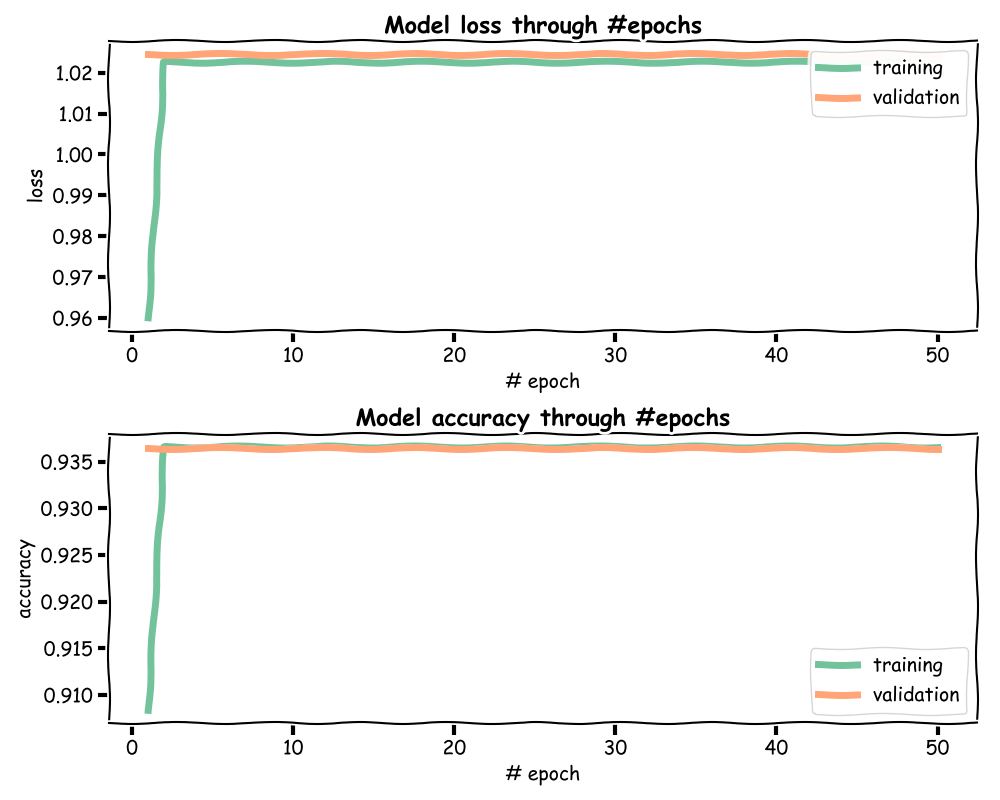 Model loss through #epochs
1.02
1.01
1.00
0.99
0.98
0.97
0.96
loss
training
validation
0 10 20 30 40 50
# epoch
Model accuracy through #epochs
0.935
0.930
0.925
0.920
0.915
0.910
accuracy
training
validation
0 10 20 30 40 50
# epoch